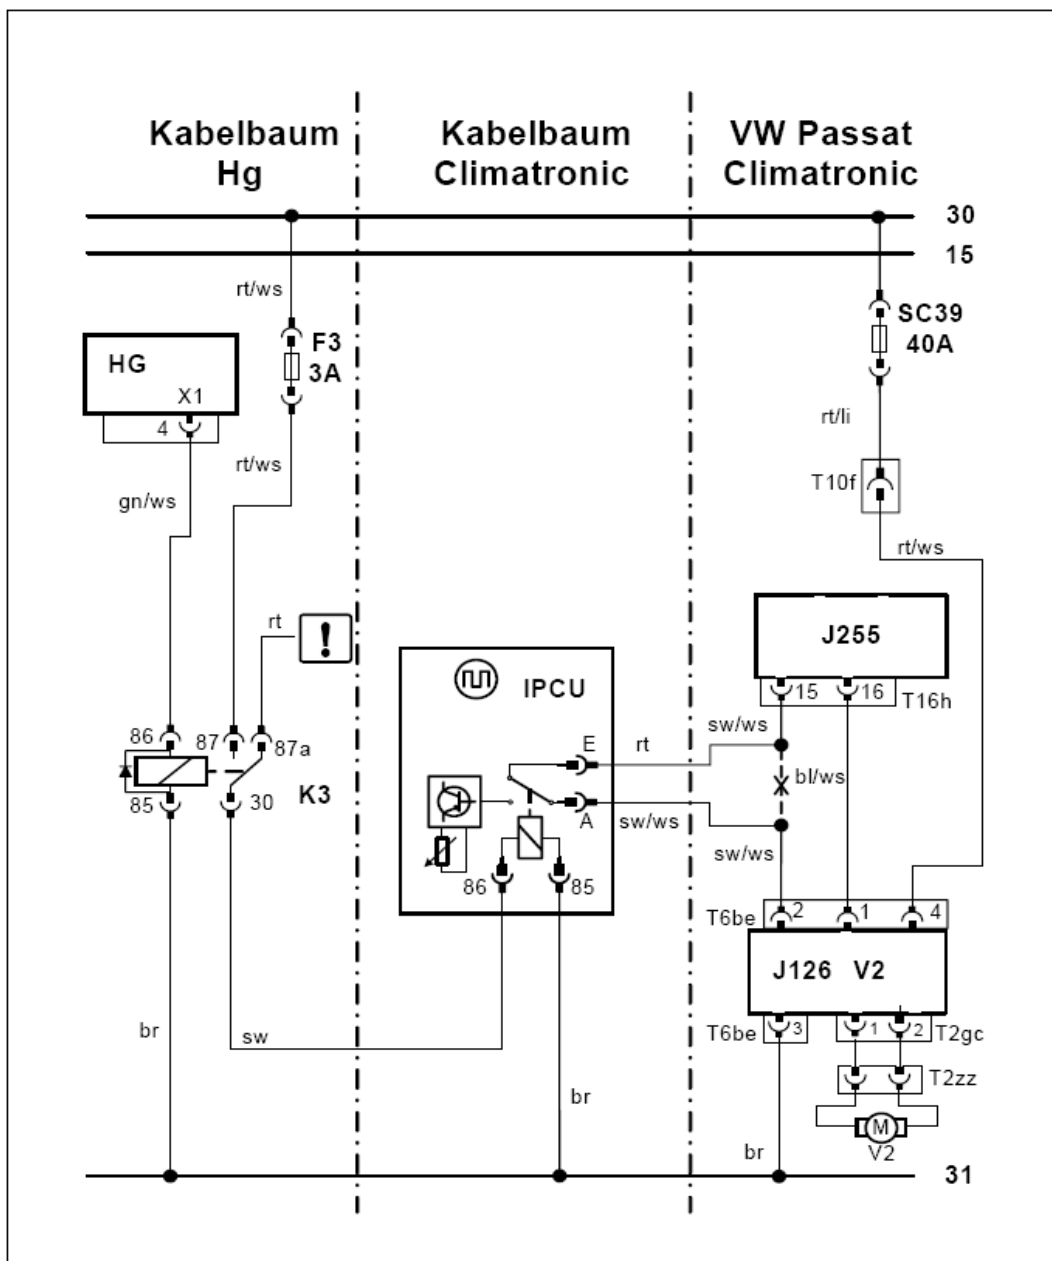 Kabelbaum
Hg
Kabelbaum
Climatronic
VW Passat
Climatronic
30
15
rt/ws
F3
3A
SC39
40A
HG
X1
4
rt/li
rt/ws
T10f
gn/ws
rt/ws
rt
!
J255
15
16
T16h
IPCU
sw/ws
86
87
87a
E
rt
bl/ws
85
30
K3
A
sw/ws
sw/ws
86
85
T6be
2
1
4
J126 V2
br
sw
T6be
3
1
2
T2gc
T2zz
br
M
V2
br
31